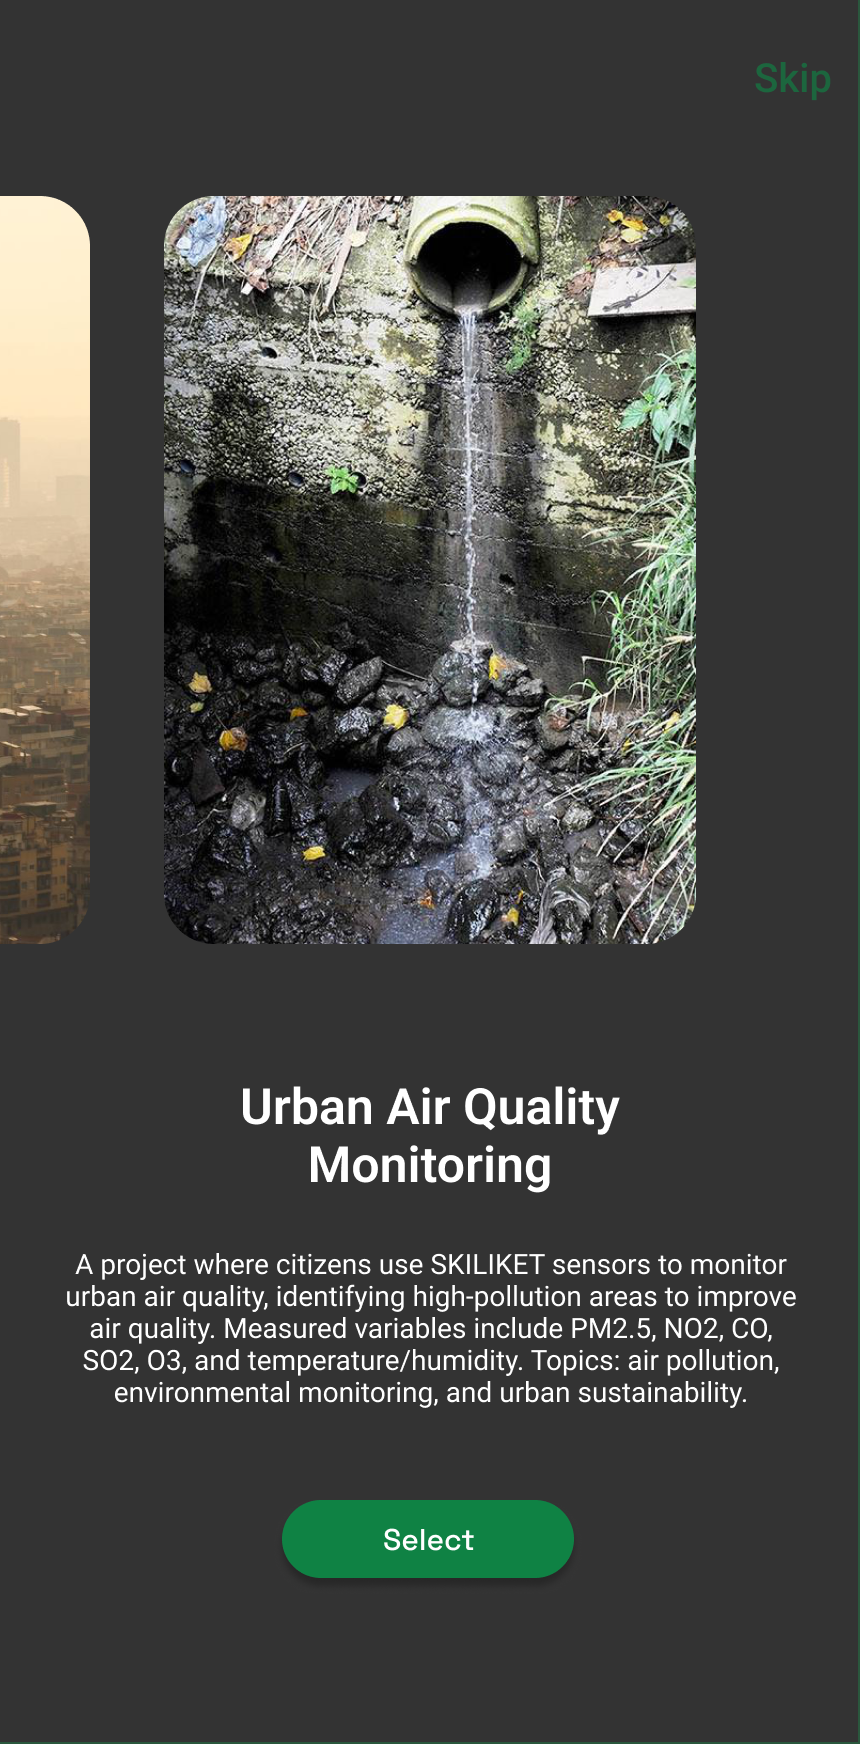 Skip
Urban Air Quality
Monitoring
A project where citizens use SKILIKET sensors to monitor
urban air quality, identifying high-pollution areas to improve
air quality. Measured variables include PM2.5, NO2, CO,
SO2, O3, and temperature/humidity. Topics: air pollution,
environmental monitoring, and urban sustainability.
Select